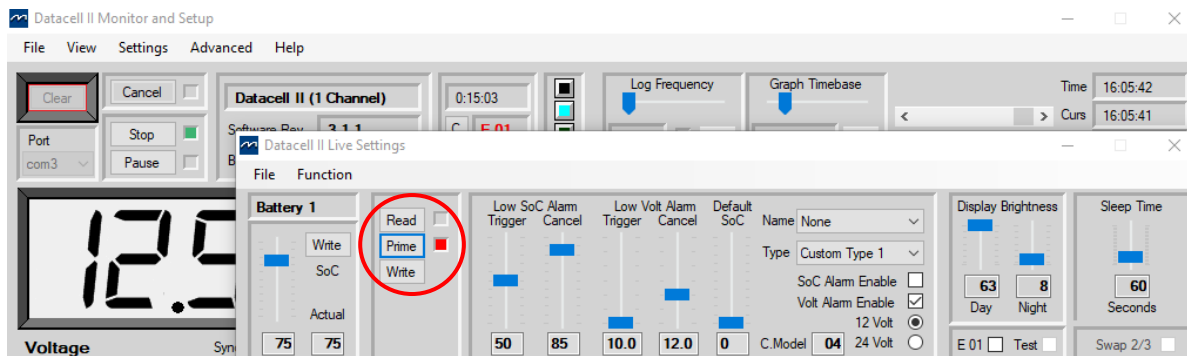 Datacell II Monitor and Setup
File View Settings Advanced Help
Clear
Cancel
Datacell II (1 Channel)
0:15:03
Log Frequency
Graph Timebase
Time 16:05:42
Curs 16:05:41
Port
com3
Stop
Pause
Software Rev 3.1.1
C E 01
B
Datacell II Live Settings
File Function
Battery 1
Write
SoC
Actual
75 75
Read
Prime
Write
Low SoC Alarm
Trigger Cancel
50 85
Low Volt Alarm
Trigger Cancel
10.0 12.0
Default
SoC
0
Name None
Type Custom Type 1
SoC Alarm Enable
Volt Alarm Enable
12 Volt
C.Model 04 24 Volt
Display Brightness
63 8
Day Night
E 01 Test
Sleep Time
60
Seconds
Swap 2/3
Voltage